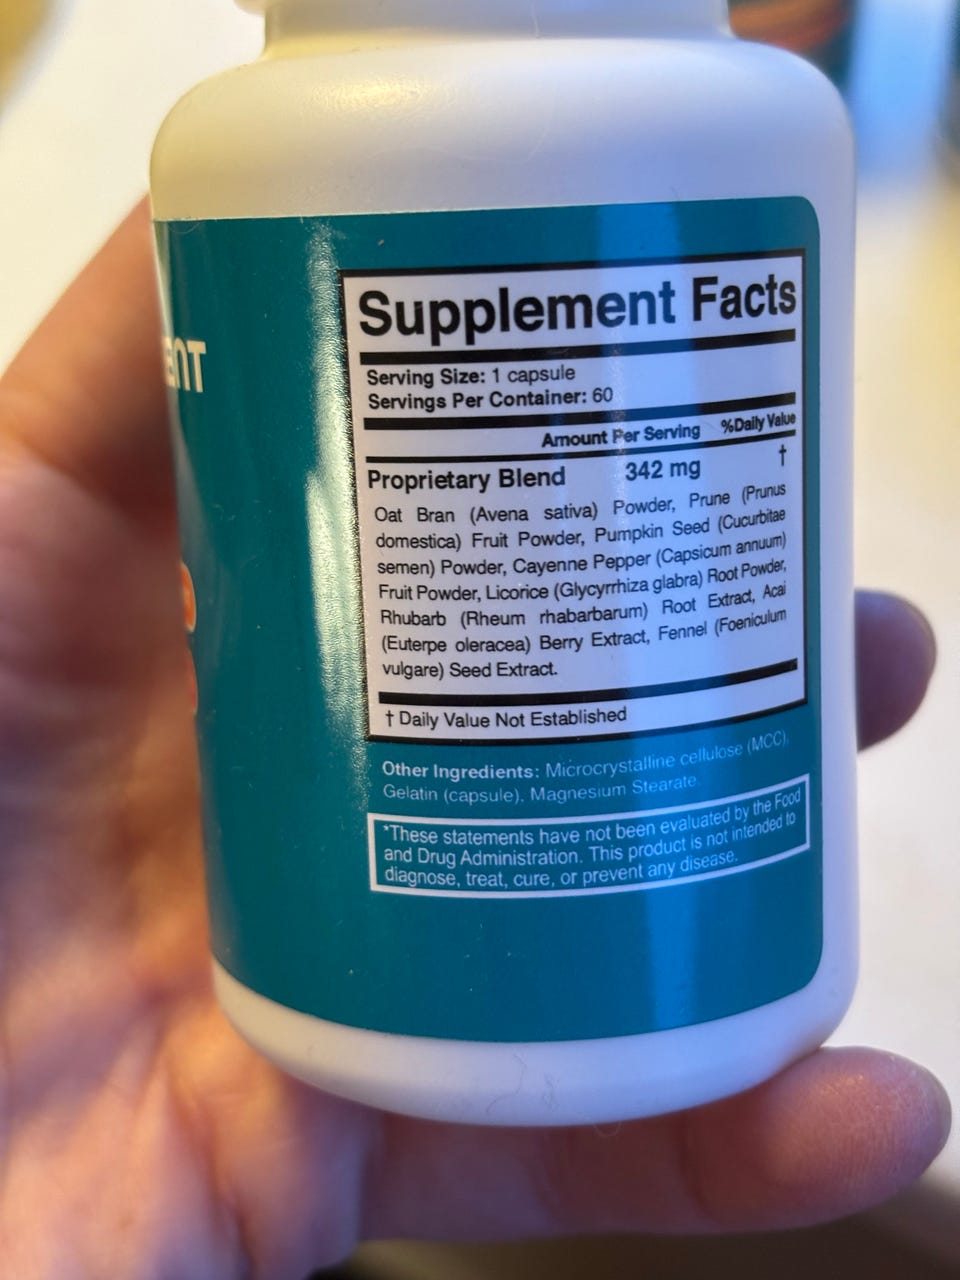 Supplement Facts
Serving Size: 1 capsule
Servings Per Container: 60
Amount Per Serving %Daily Value
Proprietary Blend 342 mg †
Oat Bran (Avena sativa) Powder, Prune (Prunus
domestica) Fruit Powder, Pumpkin Seed (Cucurbitae
semen) Powder, Cayenne Pepper (Capsicum annuum)
Fruit Powder, Licorice (Glycyrrhiza glabra) Root Powder,
Rhubarb (Rheum rhabarbarum) Root Extract, Acai
(Euterpe oleracea) Berry Extract, Fennel (Foeniculum
vulgare) Seed Extract.
† Daily Value Not Established
Other Ingredients: Microcrystalline cellulose (MCC),
Gelatin (capsule), Magnesium Stearate.
*These statements have not been evaluated by the Food
and Drug Administration. This product is not intended to
diagnose, treat, cure, or prevent any disease.